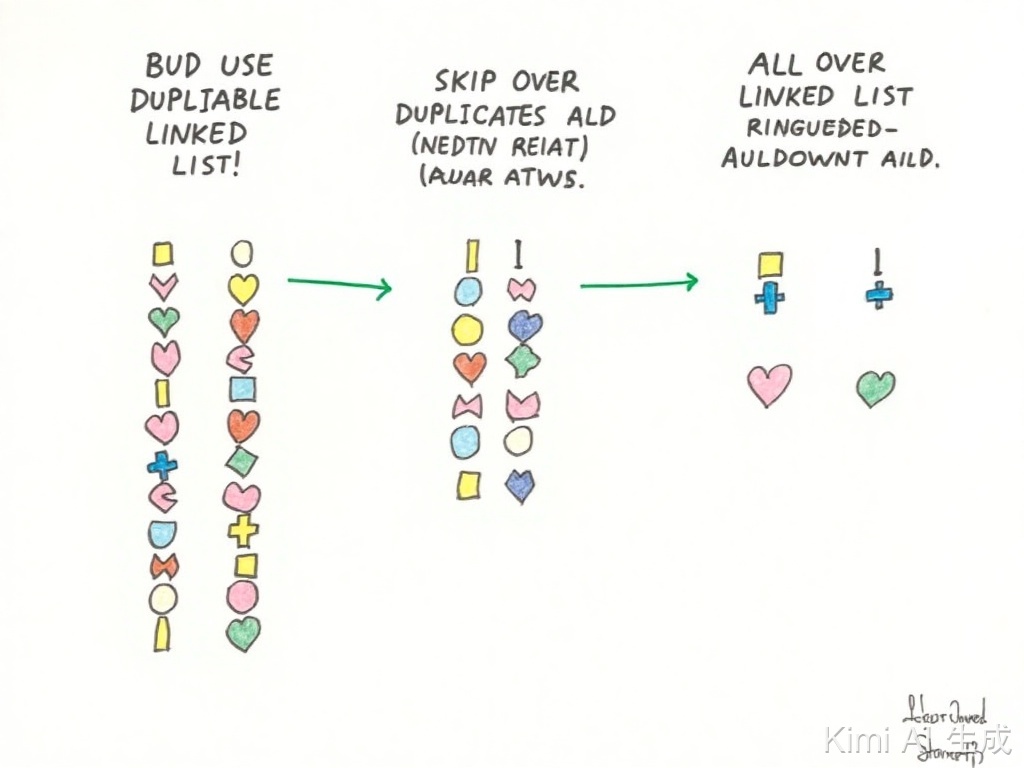 BUD USE
DUPLIABLE
LINKED
LIST!
SKIP OVER
DUPLICATES ALD
(NEDTN REIAT)
(AUAR ATWS.
ALL OVER
LINKED LIST
RINGUEDED-
AULDOWNT AILD.
Kimi AI 生成